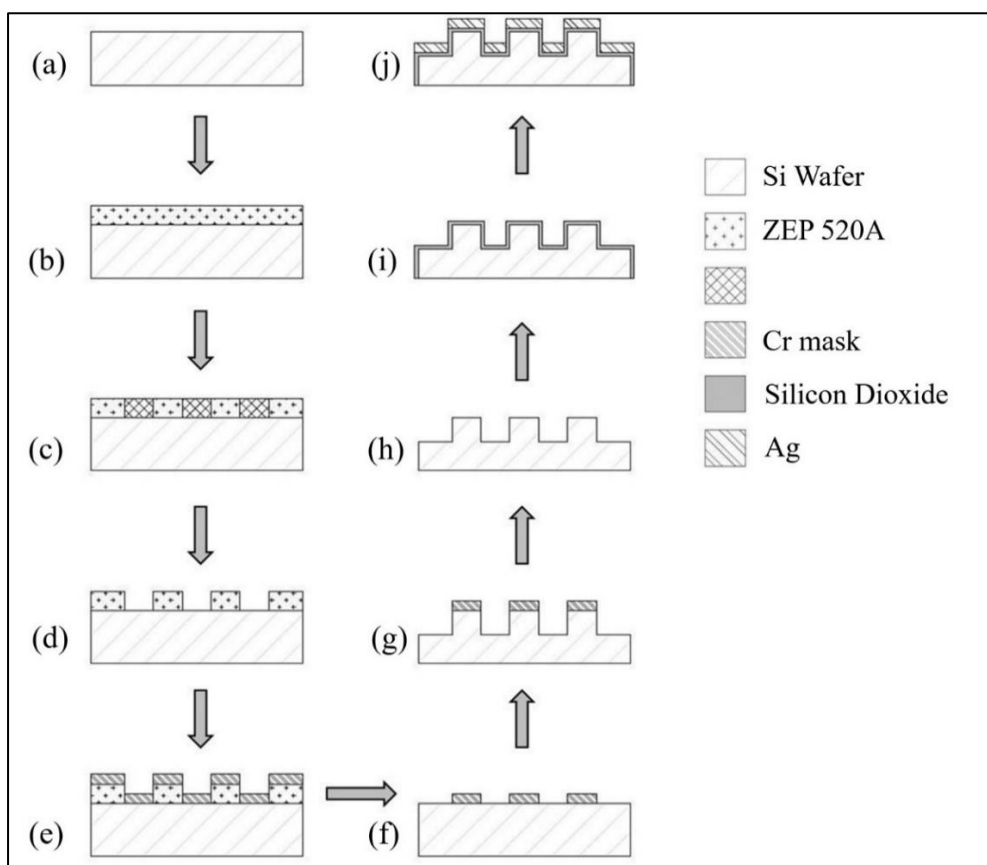 (a)
(b)
(c)
(d)
(e)
(f)
(g)
(h)
(i)
(j)
Si Wafer
ZEP 520A
Cr mask
Silicon Dioxide
Ag